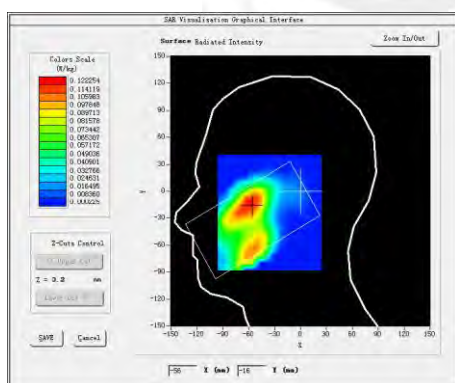 SAR Visualisation Graphical Interface
Surface Radiated Intensity
Zoom In/Out
Colors Scale
(W/kg)
0.122254
0.114119
0.105983
0.097848
0.089713
0.081578
0.073442
0.065307
0.057172
0.049036
0.040901
0.032766
0.024631
0.016495
0.008360
0.000225
150
120
90
60
30
0
-30
-60
-90
-120
-150
Y
-150 -120 -90 -60 -30 0 30 60 90 120 150
X
Z-Cuts Control
Z = 3.2 mm
SAVE Cancel
-56 X (mm) -16 Y (mm)